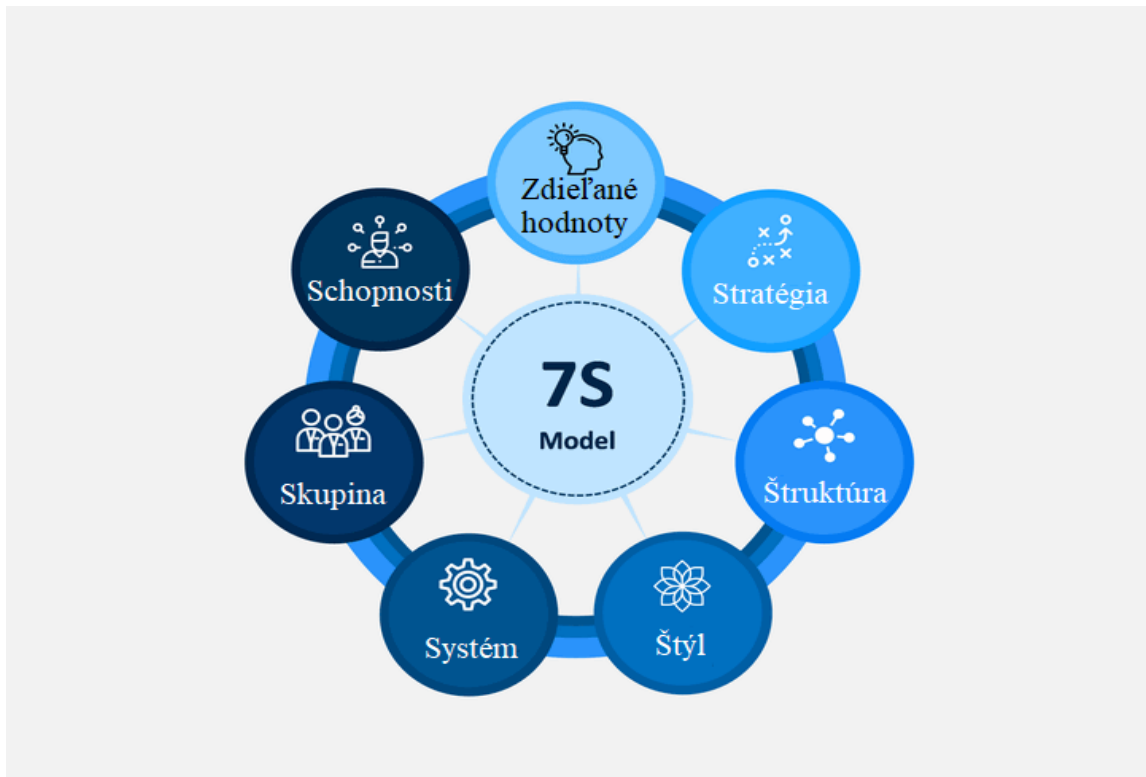 Zdieľané
hodnoty
Schopnosti
Stratégia
7S
Model
Skupina
Štruktúra
Systém
Štýl